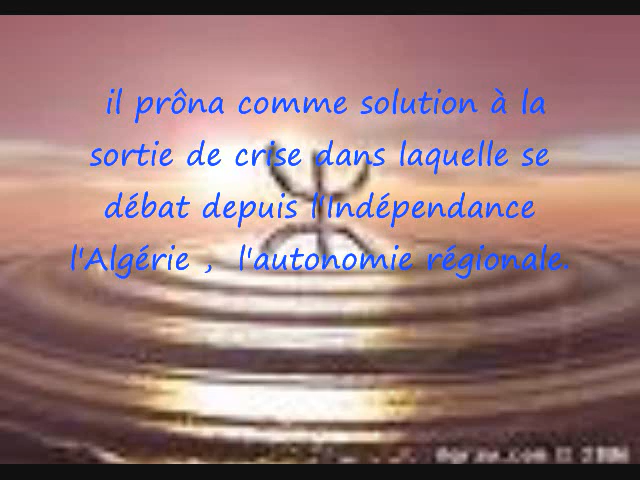 il prôna comme solution à la
sortie de crise dans laquelle se
débat depuis l'Indépendance
l'Algérie , l'autonomie régionale.